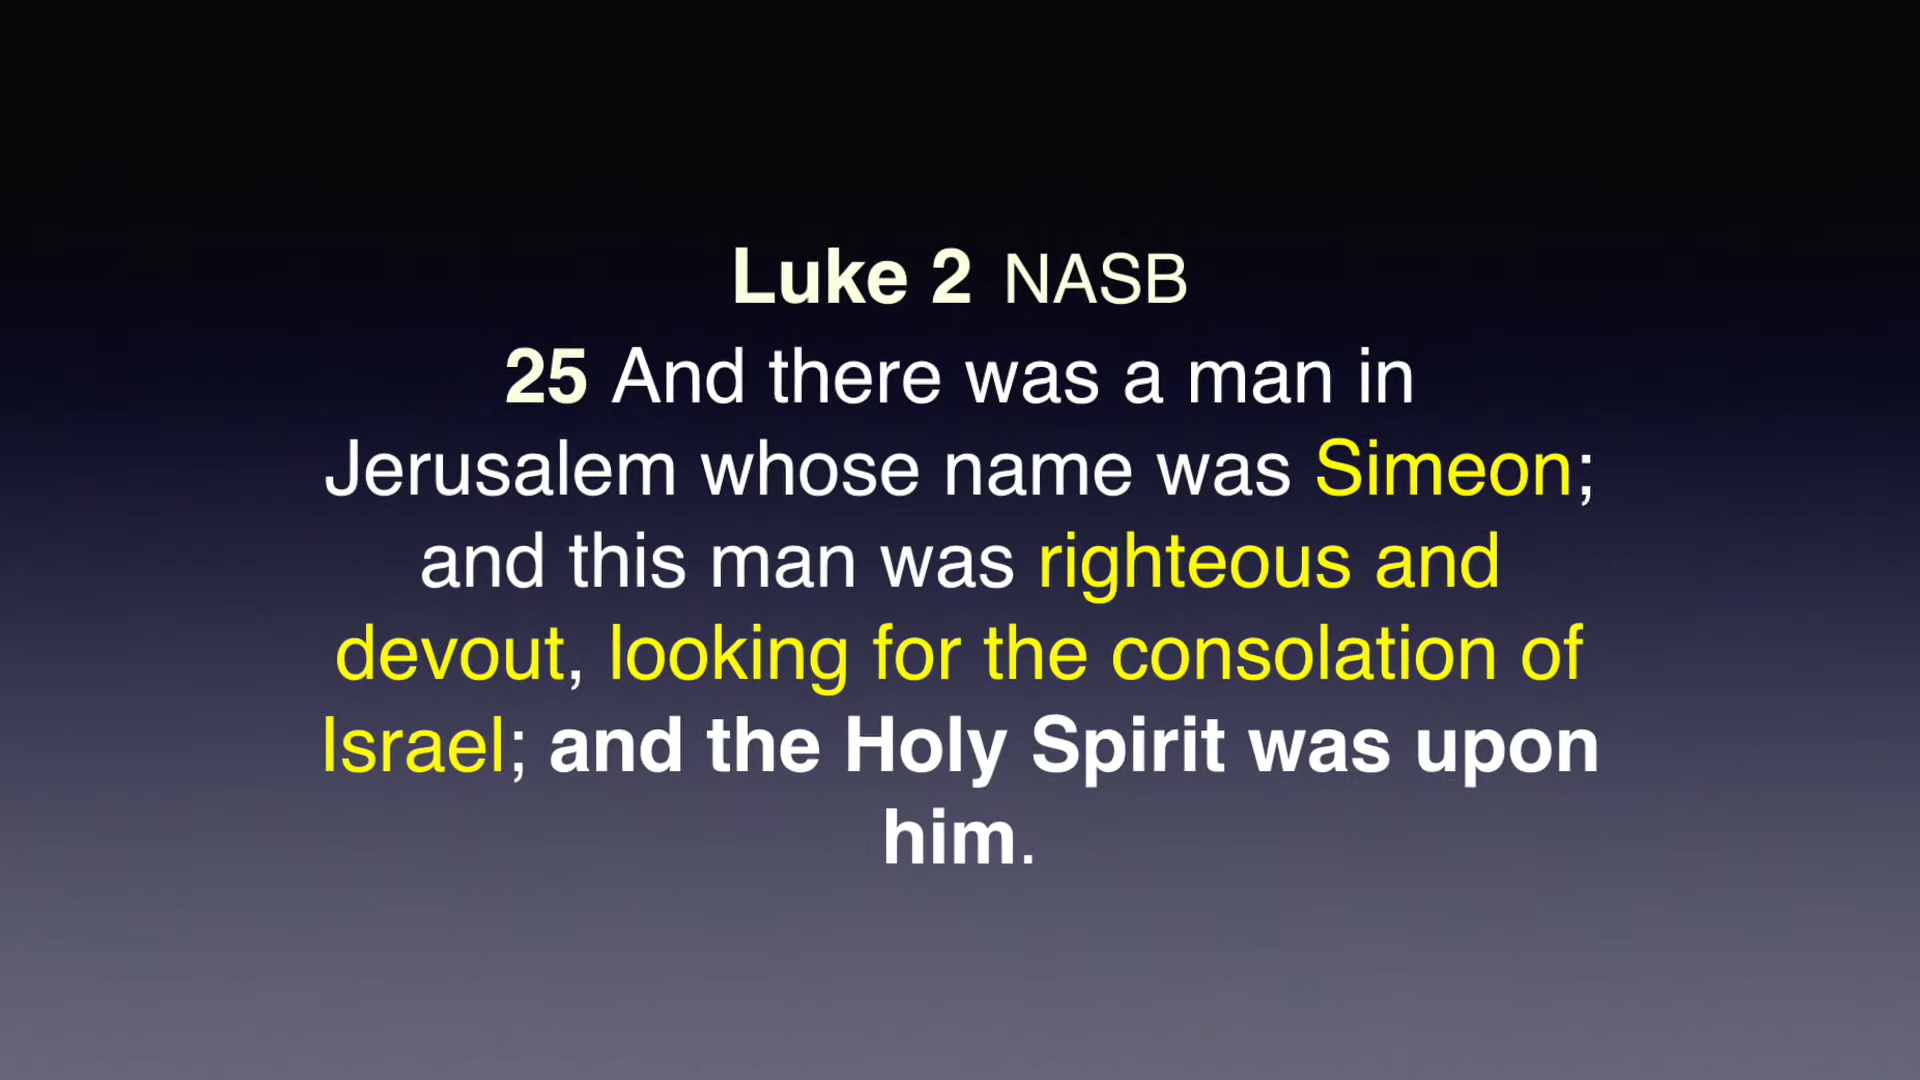 Luke 2 NASB
25 And there was a man in
Jerusalem whose name was Simeon;
and this man was righteous and
devout, looking for the consolation of
Israel; and the Holy Spirit was upon
him.